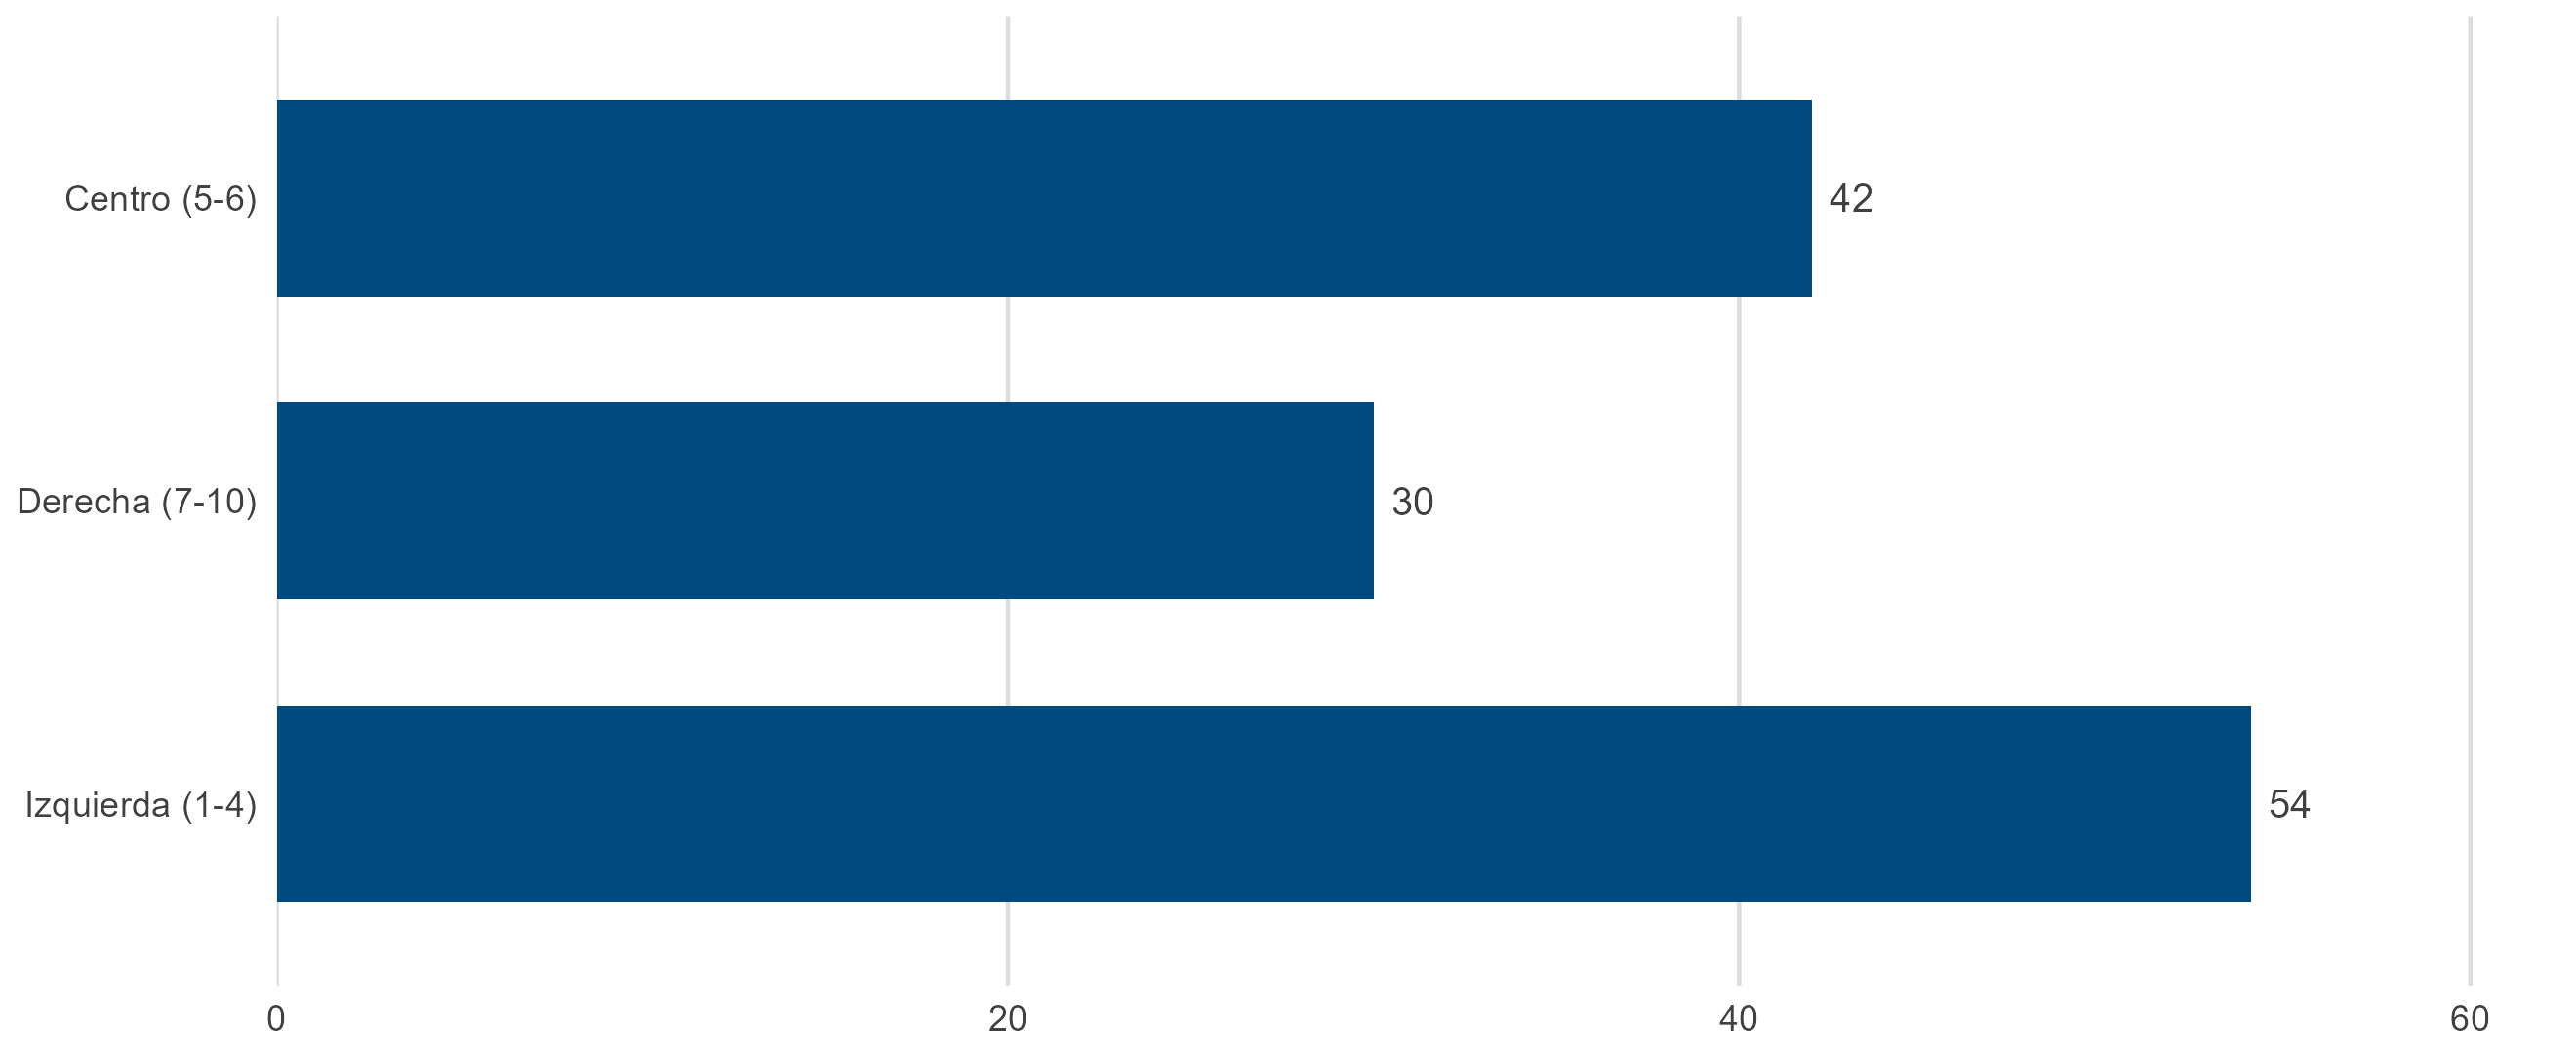 Centro (5-6)
42
Derecha (7-10)
30
Izquierda (1-4)
54
0
20
40
60